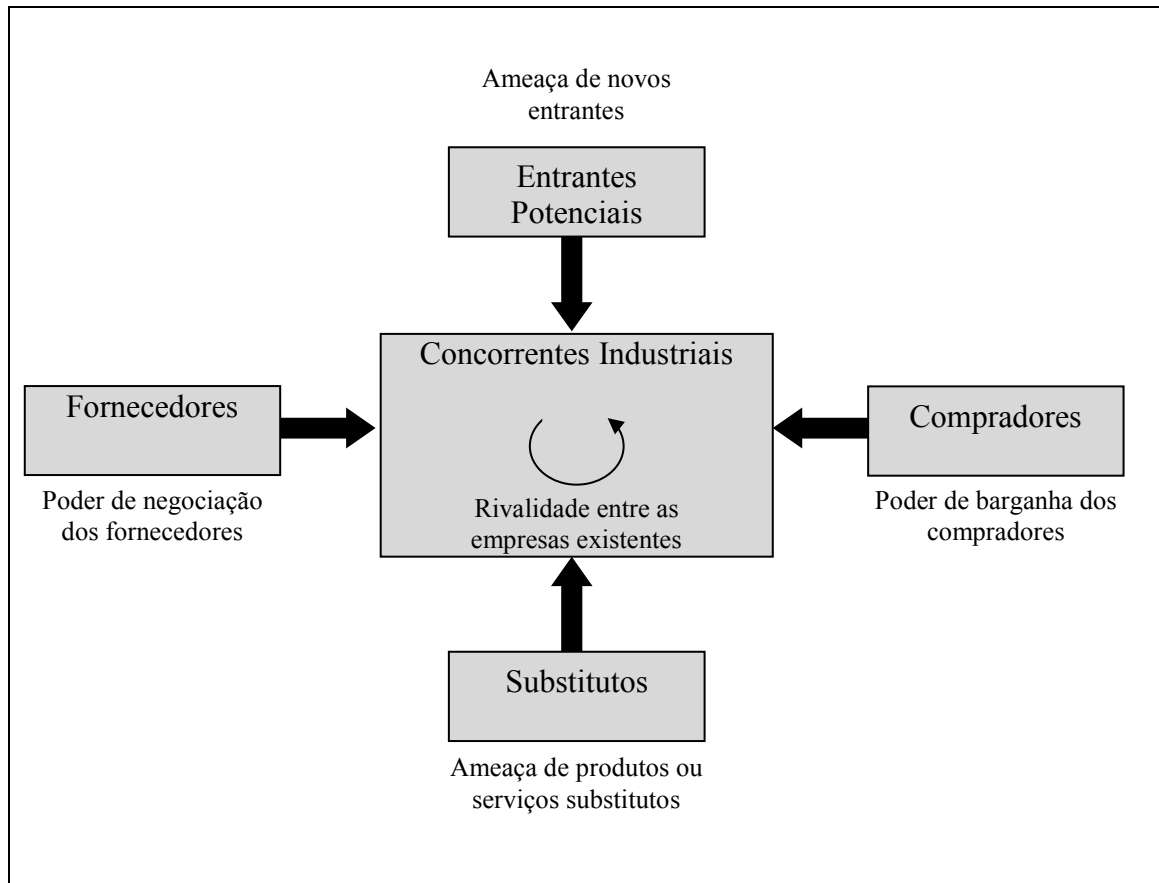 Ameaça de novos
entrantes
Entrantes
Potenciais
Concorrentes Industriais
Fornecedores
Compradores
Poder de negociação
dos fornecedores
Rivalidade entre as
empresas existentes
Poder de barganha dos
compradores
Substitutos
Ameaça de produtos ou
serviços substitutos